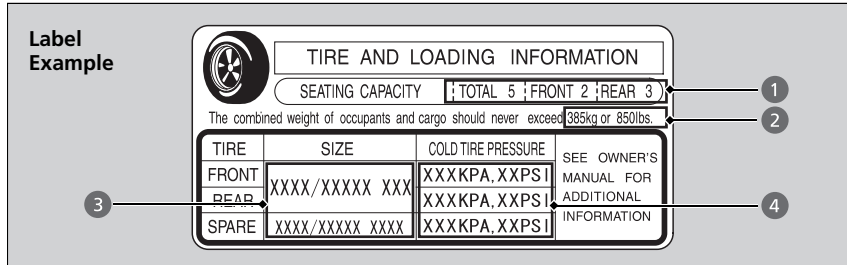 Label
Example
TIRE AND LOADING INFORMATION
SEATING CAPACITY TOTAL 5 FRONT 2 REAR 3
1
The combined weight of occupants and cargo should never exceed 385kg or 850lbs.
2
TIRE SIZE COLD TIRE PRESSURE
SEE OWNER'S
MANUAL FOR
ADDITIONAL
INFORMATION
FRONT XXXX/XXXXX XXX XXXKPA,XXPSI
REAR XXXKPA,XXPSI
SPARE XXXX/XXXXX XXXX XXXKPA,XXPSI
3
4